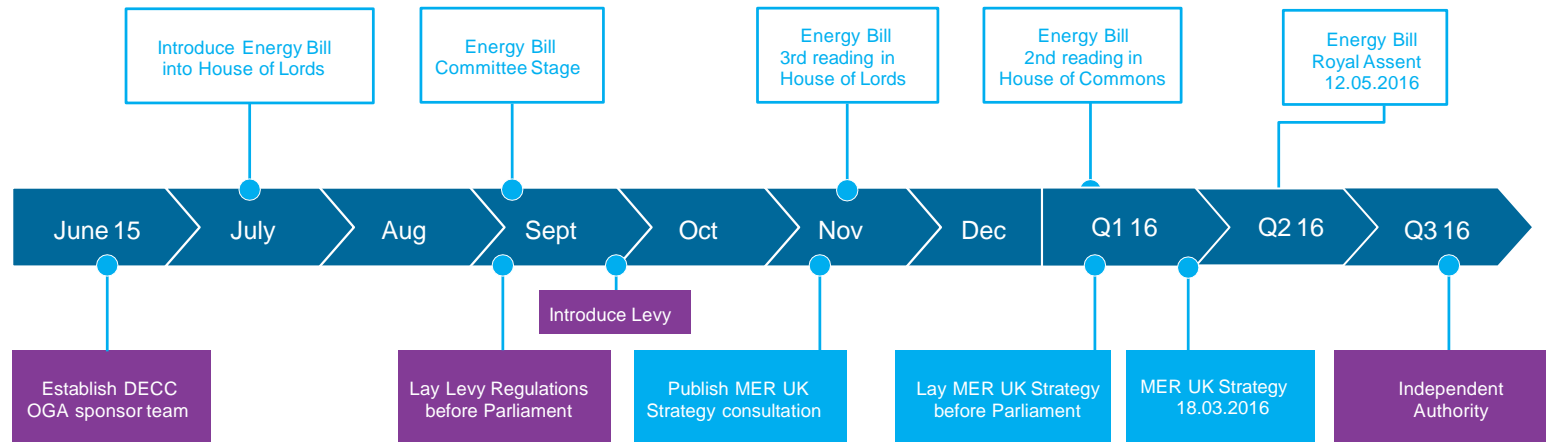 Introduce Energy Bill
into House of Lords
Energy Bill
Committee Stage
Energy Bill
3rd reading in
House of Lords
Energy Bill
2nd reading in
House of Commons
Energy Bill
Royal Assent
12.05.2016
June 15
July
Aug
Sept
Oct
Nov
Dec
Q1 16
Q2 16
Q3 16
Introduce Levy
Establish DECC
OGA sponsor team
Lay Levy Regulations
before Parliament
Publish MER UK
Strategy consultation
Lay MER UK Strategy
before Parliament
MER UK Strategy
18.03.2016
Independent
Authority